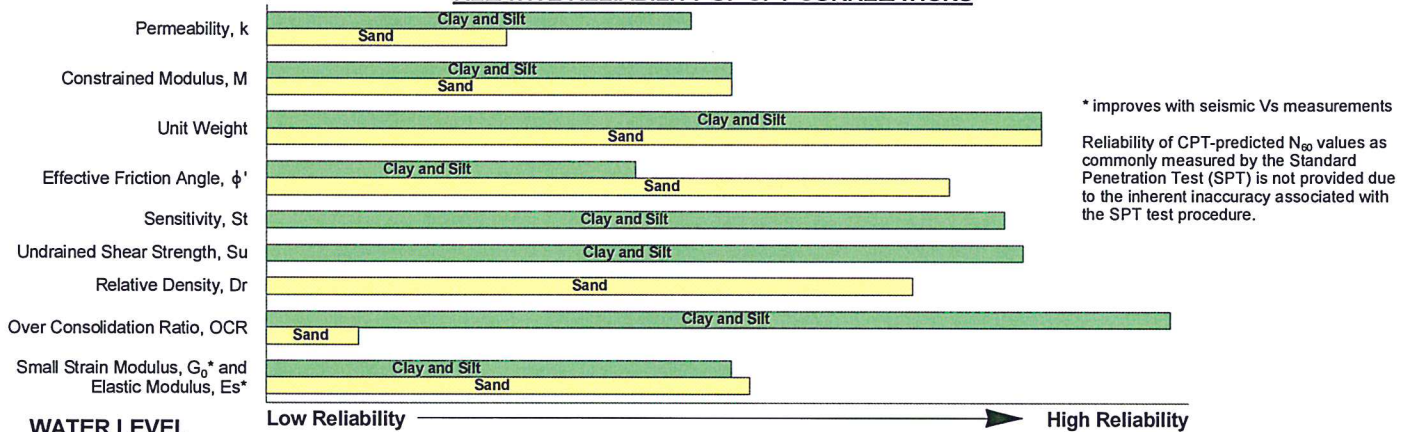 Permeability, k
Clay and Silt
Sand
Constrained Modulus, M
Clay and Silt
Sand
Unit Weight
Clay and Silt
Sand
Effective Friction Angle, ϕ'
Clay and Silt
Sand
Sensitivity, St
Clay and Silt
Undrained Shear Strength, Su
Clay and Silt
Relative Density, Dr
Sand
Over Consolidation Ratio, OCR
Clay and Silt
Sand
Small Strain Modulus, G₀* and
Elastic Modulus, Es*
Clay and Silt
Sand
* improves with seismic Vs measurements
Reliability of CPT-predicted N₆₀ values as
commonly measured by the Standard
Penetration Test (SPT) is not provided due
to the inherent inaccuracy associated with
the SPT test procedure.
Low Reliability
High Reliability
WATER LEVEL